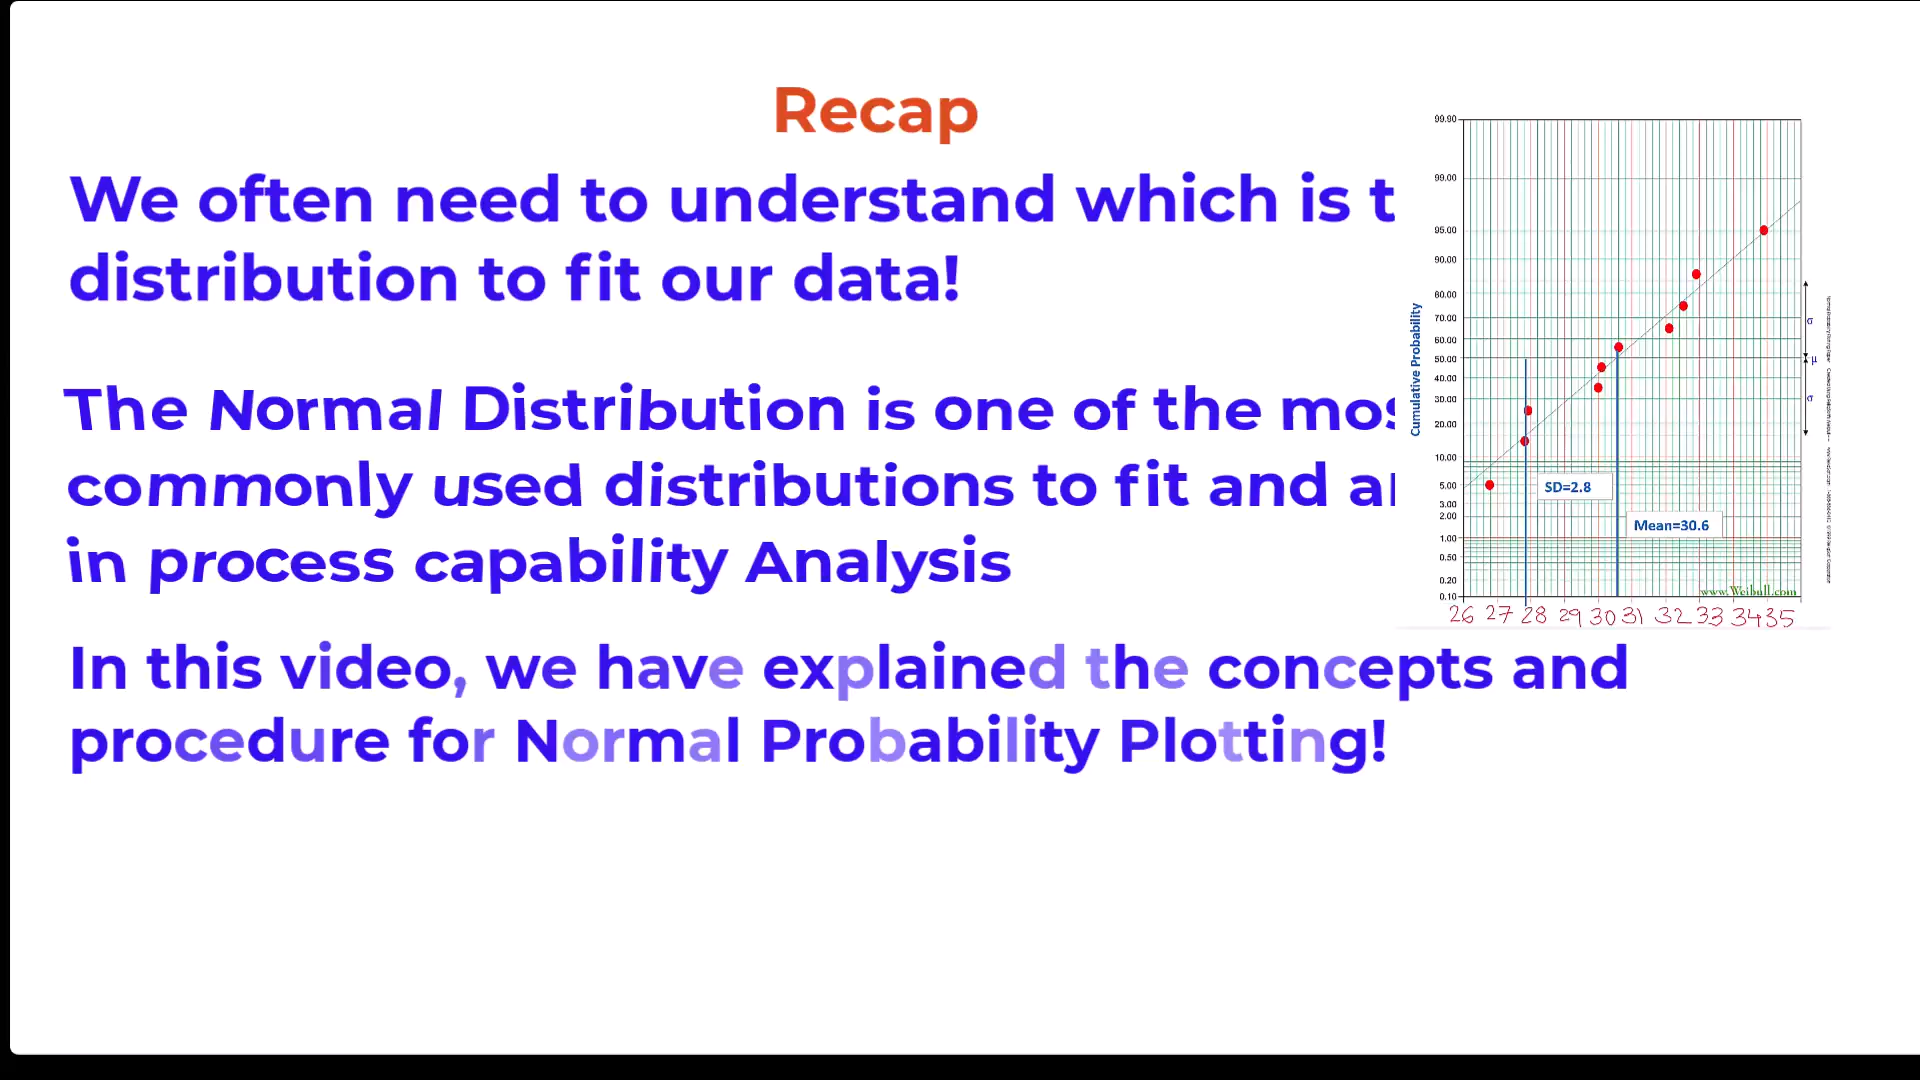 Recap
We often need to understand which is t
distribution to fit our data!
The Normal Distribution is one of the mos
commonly used distributions to fit and
in process capability Analysis
In this video, we have explained the concepts and
procedure for Normal Probability Plotting!
Cumulative Probability
99.90
99.00
95.00
90.00
80.00
70.00
60.00
50.00
40.00
30.00
20.00
10.00
5.00
3.00
2.00
1.00
0.50
0.20
0.10
SD=2.8
Mean=30.6
σ
μ
σ
www.Weibull.com
26 27 28 29 30 31 32 33 34 35